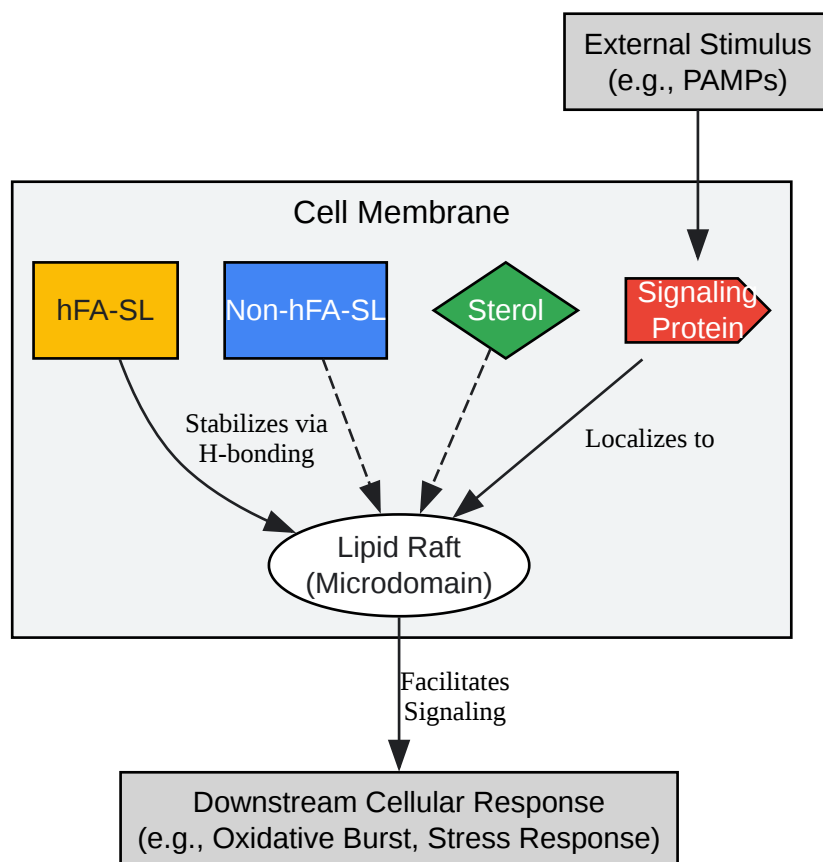 External Stimulus
(e.g., PAMPs)
Cell Membrane
hFA-SL
Non-hFA-SL
Sterol
Signaling
Protein
Stabilizes via
H-bonding
Localizes to
Lipid Raft
(Microdomain)
Facilitates
Signaling
Downstream Cellular Response
(e.g., Oxidative Burst, Stress Response)